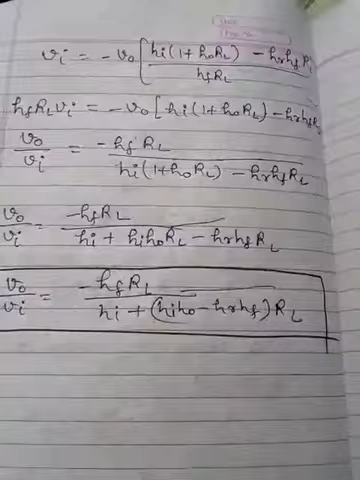 vi = -vo [ hi(1+hoRL) - hrhfRL / hfRL
hfRLvi = -vo [ hi(1+hoRL) - hrhfRL
vo / vi = -hfRL / hi(1+hoRL) - hrhfRL
vo / vi = -hfRL / hi + hihoRL - hrhfRL
vo / vi = -hfRL / hi + (hiho - hrhf)RL